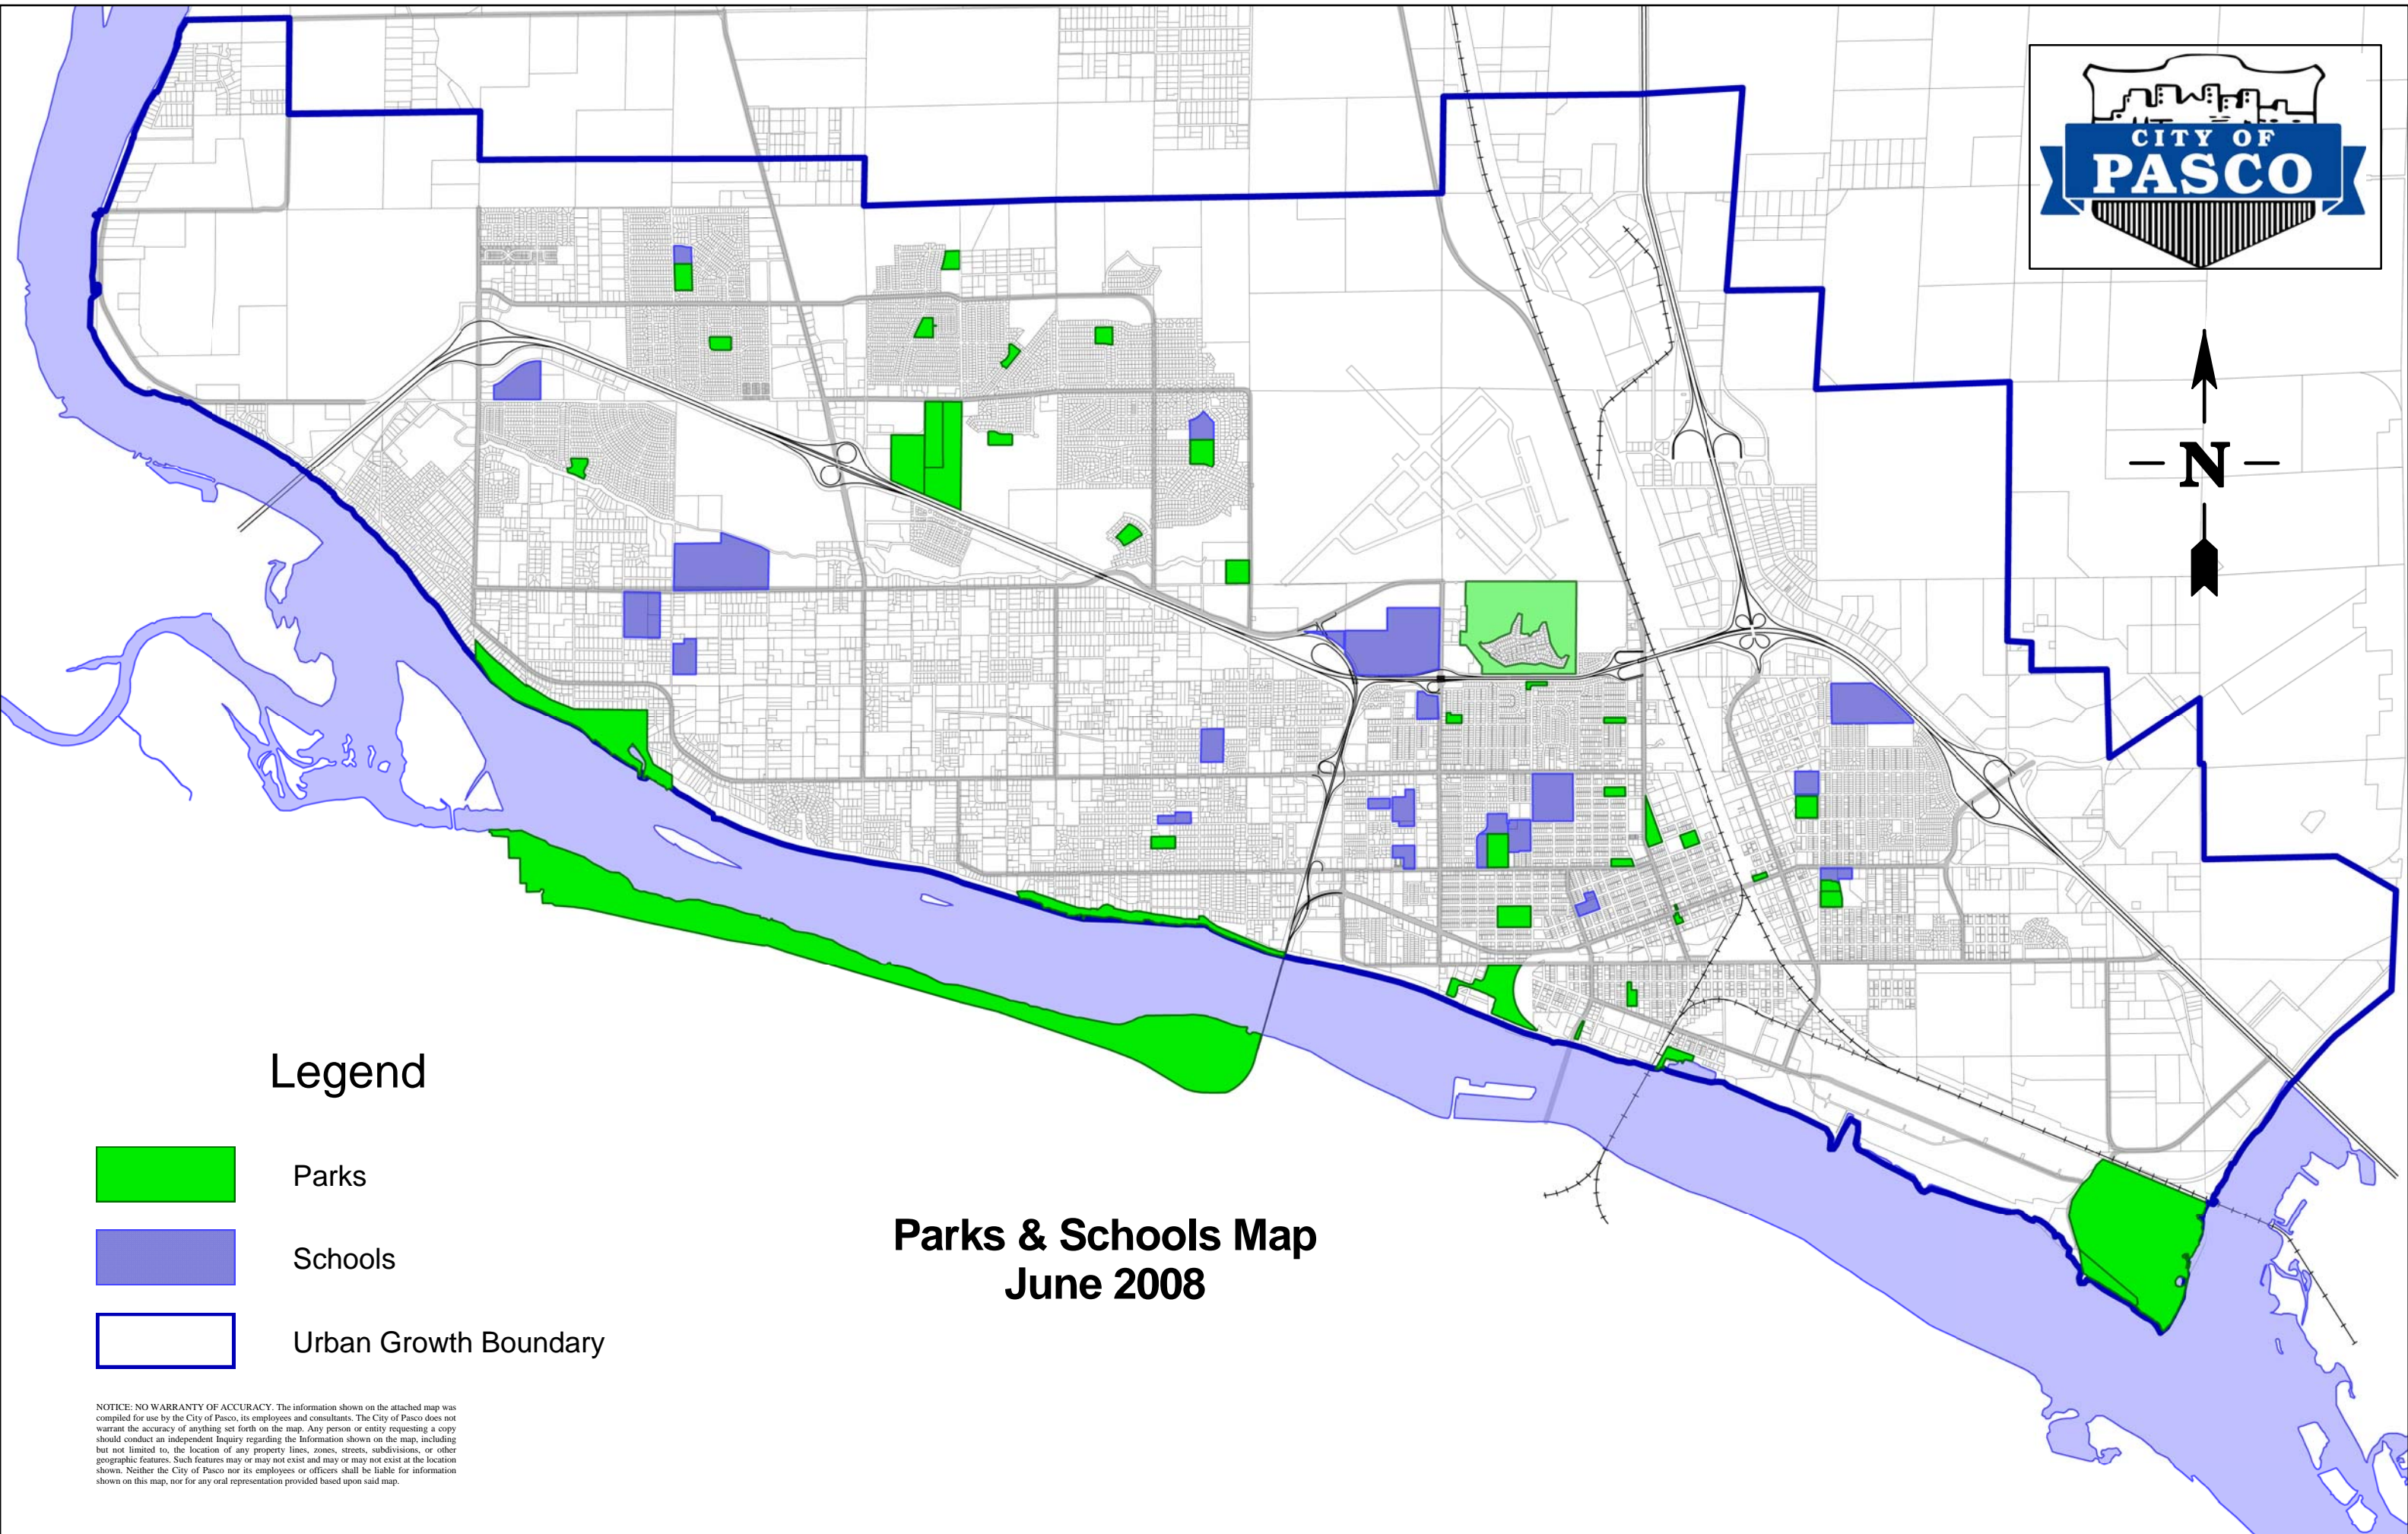 CITY OF
PASCO
N
Legend
Parks
Schools
Urban Growth Boundary
Parks & Schools Map
June 2008
NOTICE: NO WARRANTY OF ACCURACY. The information shown on the attached map was
compiled for use by the City of Pasco, its employees and consultants. The City of Pasco does not
warrant the accuracy of anything set forth on the map. Any person or entity requesting a copy
should conduct an independent Inquiry regarding the Information shown on the map, including
but not limited to, the location of any property lines, zones, streets, subdivisions, or other
geographic features. Such features may or may not exist and may or may not exist at the location
shown. Neither the City of Pasco nor its employees or officers shall be liable for information
shown on this map, nor for any oral representation provided based upon said map.